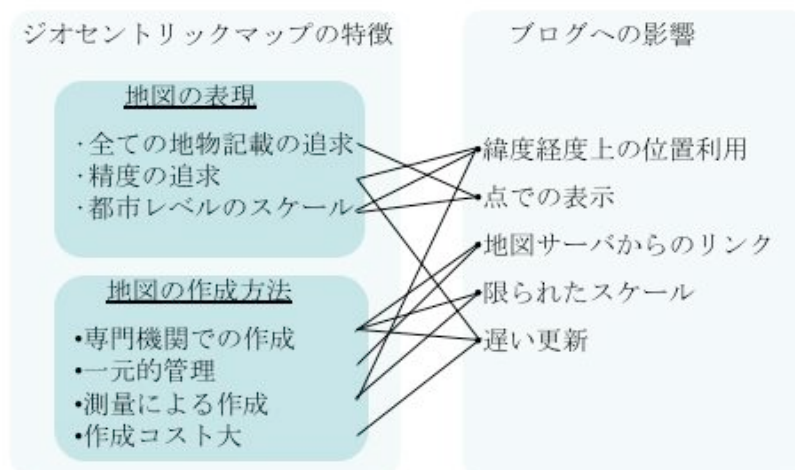 ジオセントリックマップの特徴
地図の表現
・全ての地物記載の追求
・精度の追求
・都市レベルのスケール
地図の作成方法
•専門機関での作成
•一元的管理
•測量による作成
•作成コスト大
ブログへの影響
緯度経度上の位置利用
点での表示
地図サーバからのリンク
限られたスケール
遅い更新